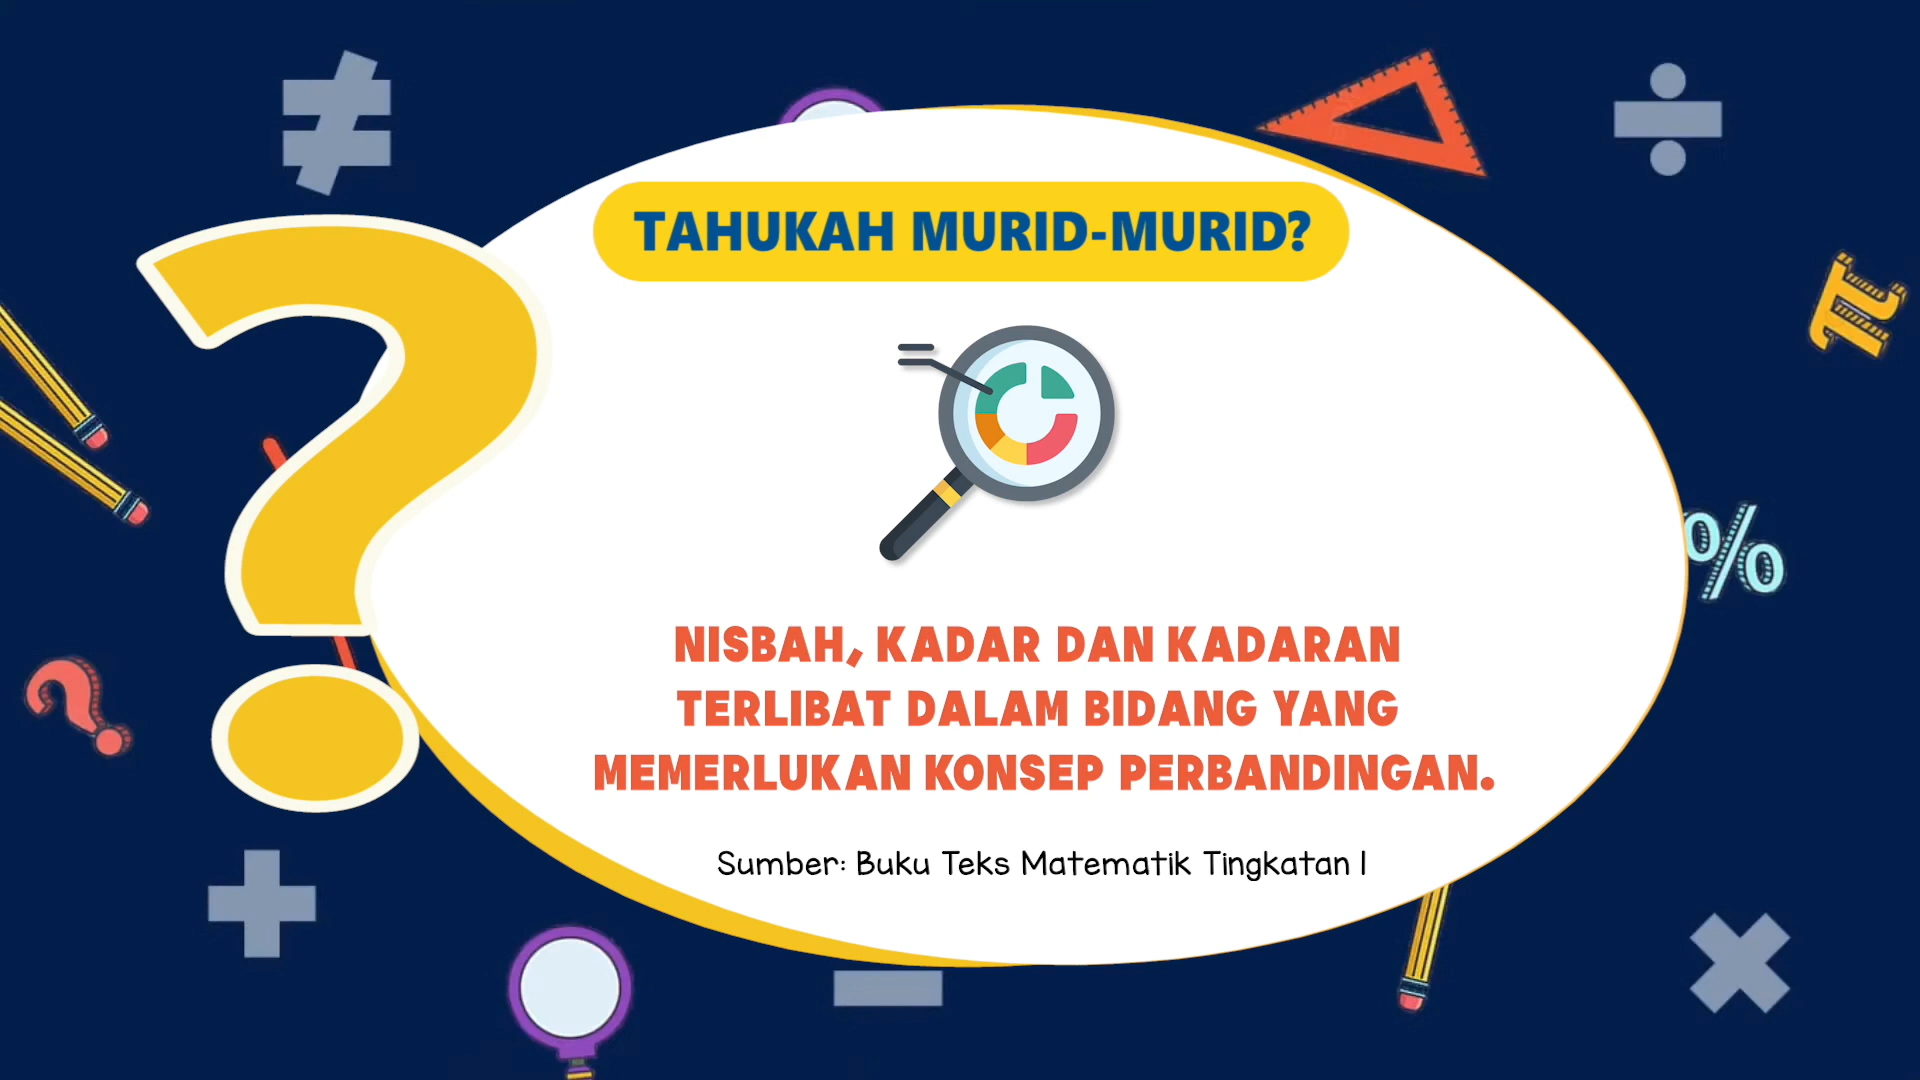 TAHUKAH MURID-MURID?
NISBAH, KADAR DAN KADARAN
TERLIBAT DALAM BIDANG YANG
MEMERLUKAN KONSEP PERBANDINGAN.
Sumber: Buku Teks Matematik Tingkatan 1